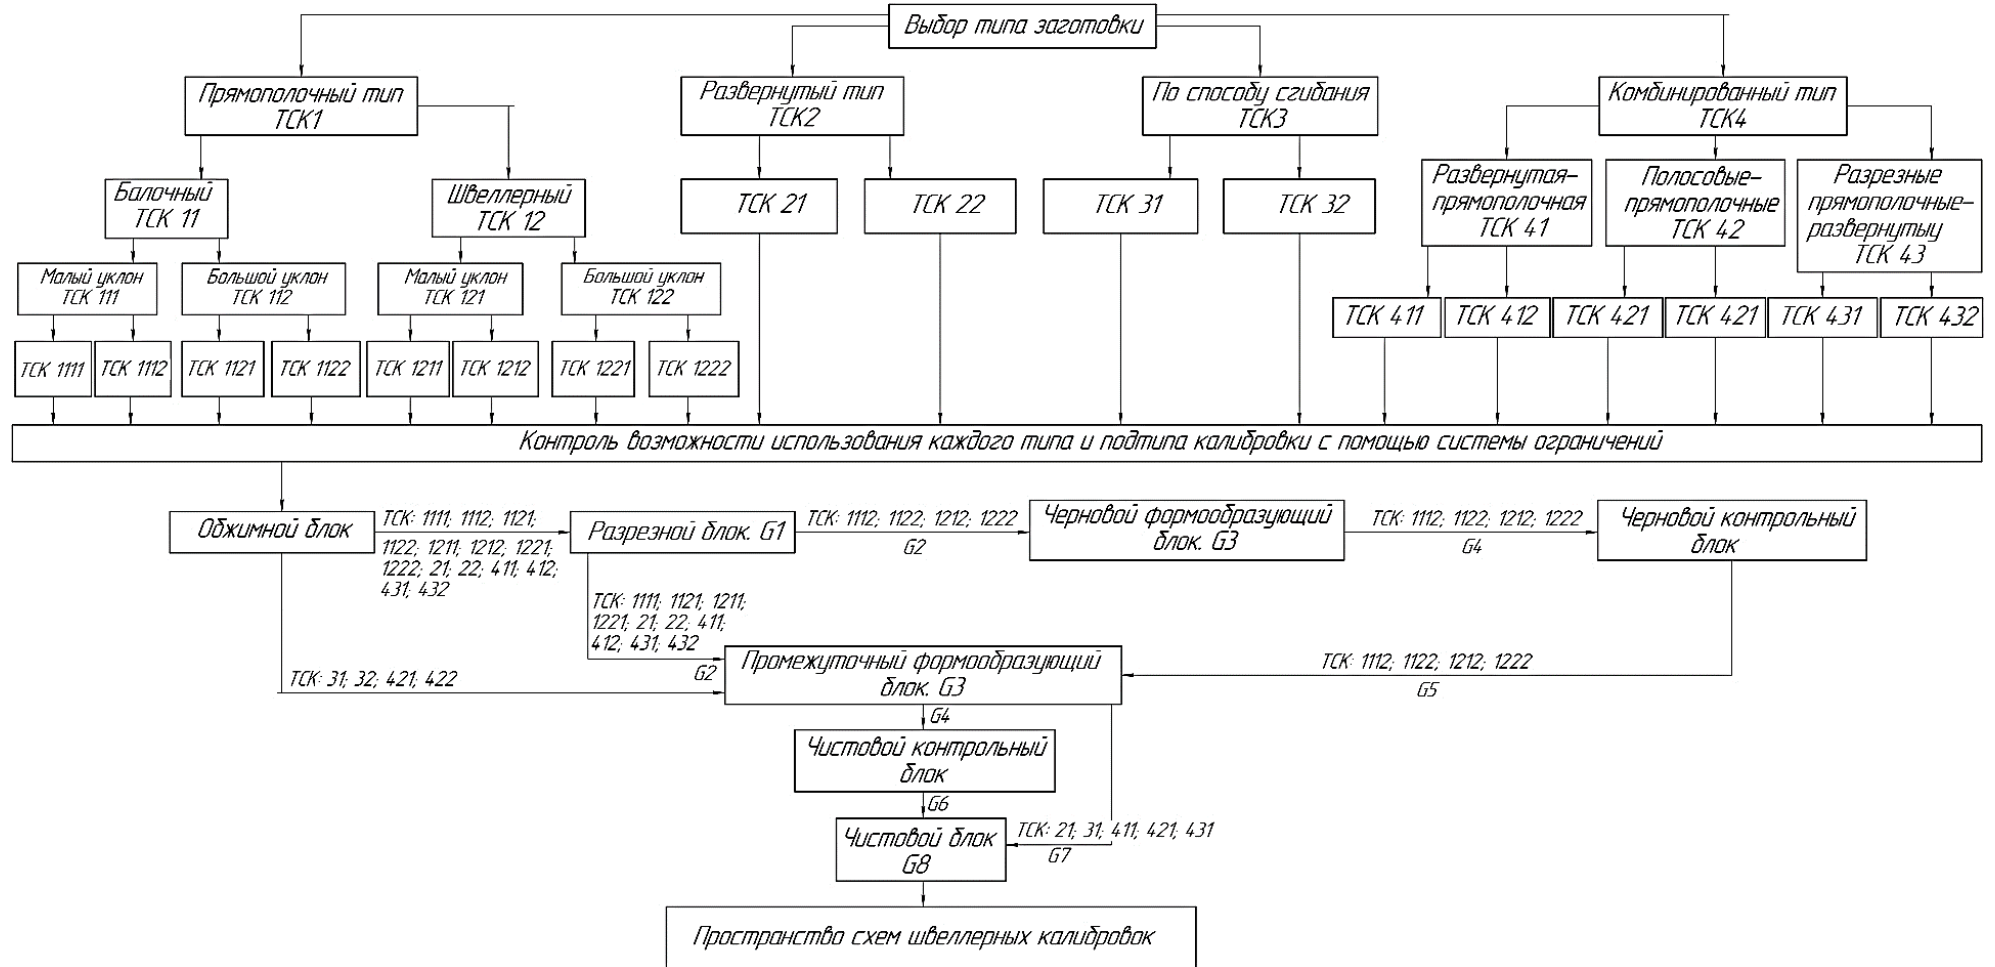 Выбор типа заготовки
Прямополочный тип
ТСК1
Развернутый тип
ТСК2
По способу сгибания
ТСК3
Комбинированный тип
ТСК4
Балочный
ТСК 11
Швеллерный
ТСК 12
ТСК 21
ТСК 22
ТСК 31
ТСК 32
Развернутая-
прямополочная
ТСК 41
Полосовые-
прямополочные
ТСК 42
Разрезные
прямополочные-
развернутыу
ТСК 43
Малый уклон
ТСК 111
Большой уклон
ТСК 112
Малый уклон
ТСК 121
Большой уклон
ТСК 122
ТСК 411
ТСК 412
ТСК 421
ТСК 421
ТСК 431
ТСК 432
ТСК 1111
ТСК 1112
ТСК 1121
ТСК 1122
ТСК 1211
ТСК 1212
ТСК 1221
ТСК 1222
Контроль возможности использования каждого типа и подтипа калибровки с помощью системы ограничений
Обжимной блок
ТСК: 1111; 1112; 1121;
1122; 1211; 1212; 1221;
1222; 21; 22; 411; 412;
431; 432
Разрезной блок. G1
ТСК: 1112; 1122; 1212; 1222
G2
Черновой формообразующий
блок. G3
ТСК: 1112; 1122; 1212; 1222
G4
Черновой контрольный
блок
ТСК: 1111; 1121; 1211;
1221; 21; 22; 411;
412; 431; 432
G2
ТСК: 31; 32; 421; 422
Промежуточный формообразующий
блок. G3
ТСК: 1112; 1122; 1212; 1222
G5
G4
Чистовой контрольный
блок
G6
Чистовой блок
G8
ТСК: 21; 31; 411; 421; 431
G7
Пространство схем швеллерных калибровок